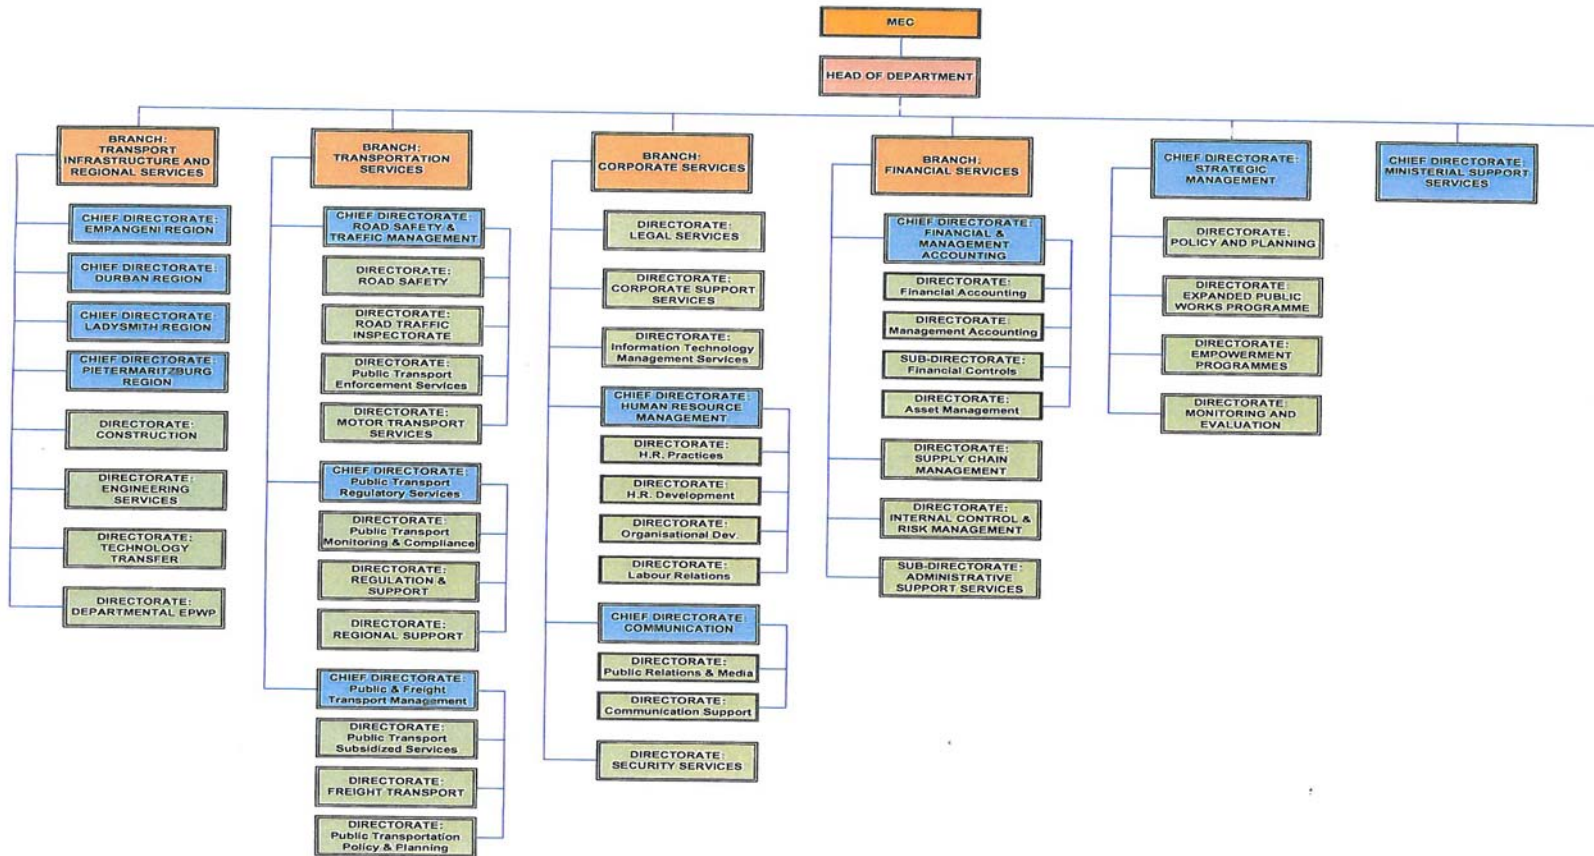 MEC
HEAD OF DEPARTMENT
BRANCH:
TRANSPORT
INFRASTRUCTURE AND
REGIONAL SERVICES
CHIEF DIRECTORATE:
EMPANGENI REGION
CHIEF DIRECTORATE:
DURBAN REGION
CHIEF DIRECTORATE:
LADYSMITH REGION
CHIEF DIRECTORATE:
PIETERMARITZBURG
REGION
DIRECTORATE:
CONSTRUCTION
DIRECTORATE:
ENGINEERING
SERVICES
DIRECTORATE:
TECHNOLOGY
TRANSFER
DIRECTORATE:
DEPARTMENTAL EPWP
BRANCH:
TRANSPORTATION
SERVICES
CHIEF DIRECTORATE:
ROAD SAFETY &
TRAFFIC MANAGEMENT
DIRECTORATE:
ROAD SAFETY
DIRECTORATE:
ROAD TRAFFIC
INSPECTORATE
DIRECTORATE:
Public Transport
Enforcement Services
DIRECTORATE:
MOTOR TRANSPORT
SERVICES
CHIEF DIRECTORATE:
Public Transport
Regulatory Services
DIRECTORATE:
Public Transport
Monitoring & Compliance
DIRECTORATE:
REGULATION &
SUPPORT
DIRECTORATE:
REGIONAL SUPPORT
CHIEF DIRECTORATE:
Public & Freight
Transport Management
DIRECTORATE:
Public Transport
Subsidized Services
DIRECTORATE:
FREIGHT TRANSPORT
DIRECTORATE:
Public Transportation
Policy & Planning
BRANCH:
CORPORATE SERVICES
DIRECTORATE:
LEGAL SERVICES
DIRECTORATE:
CORPORATE SUPPORT
SERVICES
DIRECTORATE:
Information Technology
Management Services
CHIEF DIRECTORATE:
HUMAN RESOURCE
MANAGEMENT
DIRECTORATE:
H.R. Practices
DIRECTORATE:
H.R. Development
DIRECTORATE:
Organisational Dev.
DIRECTORATE:
Labour Relations
CHIEF DIRECTORATE:
COMMUNICATION
DIRECTORATE:
Public Relations & Media
DIRECTORATE:
Communication Support
DIRECTORATE:
SECURITY SERVICES
BRANCH:
FINANCIAL SERVICES
CHIEF DIRECTORATE:
FINANCIAL &
MANAGEMENT
ACCOUNTING
DIRECTORATE:
Financial Accounting
DIRECTORATE:
Management Accounting
SUB-DIRECTORATE:
Financial Controls
DIRECTORATE:
Asset Management
DIRECTORATE:
SUPPLY CHAIN
MANAGEMENT
DIRECTORATE:
INTERNAL CONTROL &
RISK MANAGEMENT
SUB-DIRECTORATE:
ADMINISTRATIVE
SUPPORT SERVICES
CHIEF DIRECTORATE:
STRATEGIC
MANAGEMENT
DIRECTORATE:
POLICY AND PLANNING
DIRECTORATE:
EXPANDED PUBLIC
WORKS PROGRAMME
DIRECTORATE:
EMPOWERMENT
PROGRAMMES
DIRECTORATE:
MONITORING AND
EVALUATION
CHIEF DIRECTORATE:
MINISTERIAL SUPPORT
SERVICES